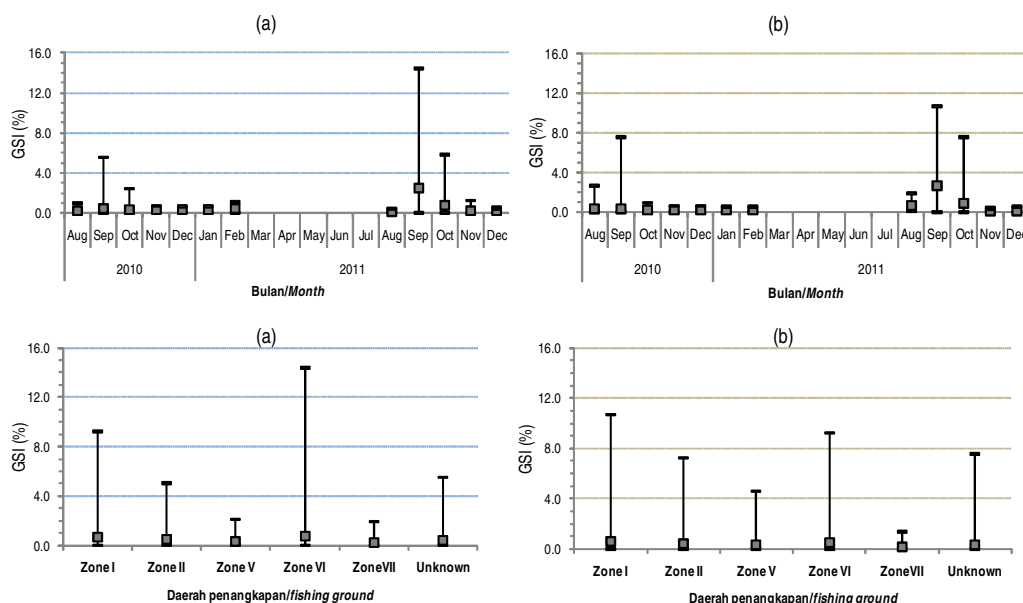 (a)
16.0
12.0
8.0
4.0
0.0
GSI (%)
Aug Sep Oct Nov Dec Jan Feb Mar Apr May Jun Jul Aug Sep Oct Nov Dec
2010 2011
Bulan/Month
(b)
16.0
12.0
8.0
4.0
0.0
GSI (%)
Aug Sep Oct Nov Dec Jan Feb Mar Apr May Jun Jul Aug Sep Oct Nov Dec
2010 2011
Bulan/Month
(a)
16.0
12.0
8.0
4.0
0.0
GSI (%)
Zone I Zone II Zone V Zone VI ZoneVII Unknown
Daerah penangkapan/fishing ground
(b)
16.0
12.0
8.0
4.0
0.0
GSI (%)
Zone I Zone II Zone V Zone VI ZoneVII Unknown
Daerah penangkapan/fishing ground